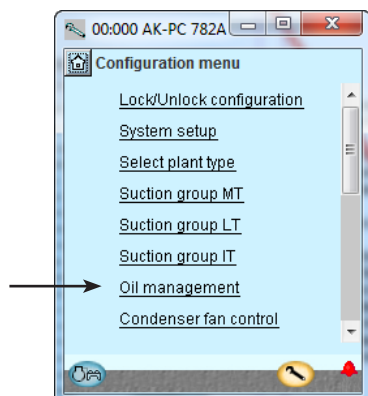 00:000 AK-PC 782A
Configuration menu
Lock/Unlock configuration
System setup
Select plant type
Suction group MT
Suction group LT
Suction group IT
Oil management
Condenser fan control